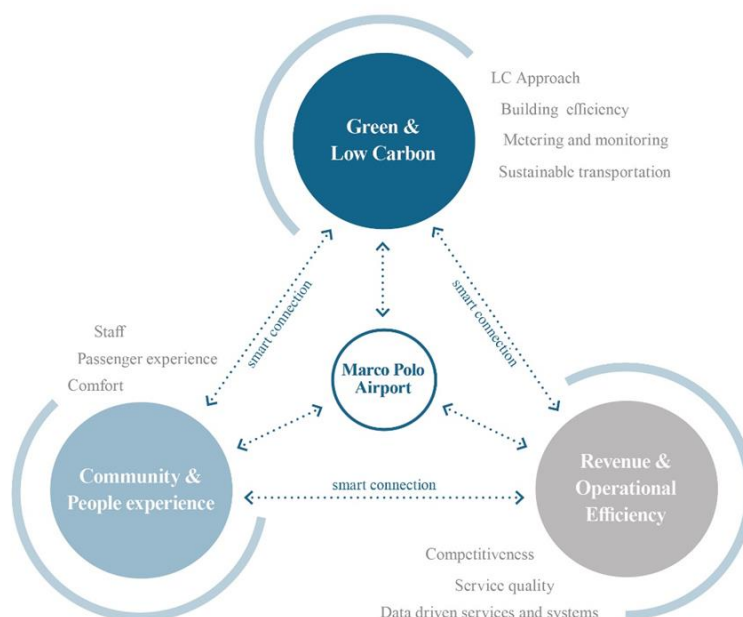 LC Approach
Building efficiency
Metering and monitoring
Sustainable transportation
Green &
Low Carbon
smart connection
smart connection
Staff
Passenger experience
Comfort
Marco Polo
Airport
Community &
People experience
smart connection
Revenue &
Operational
Efficiency
Competitiveness
Service quality
Data driven services and systems